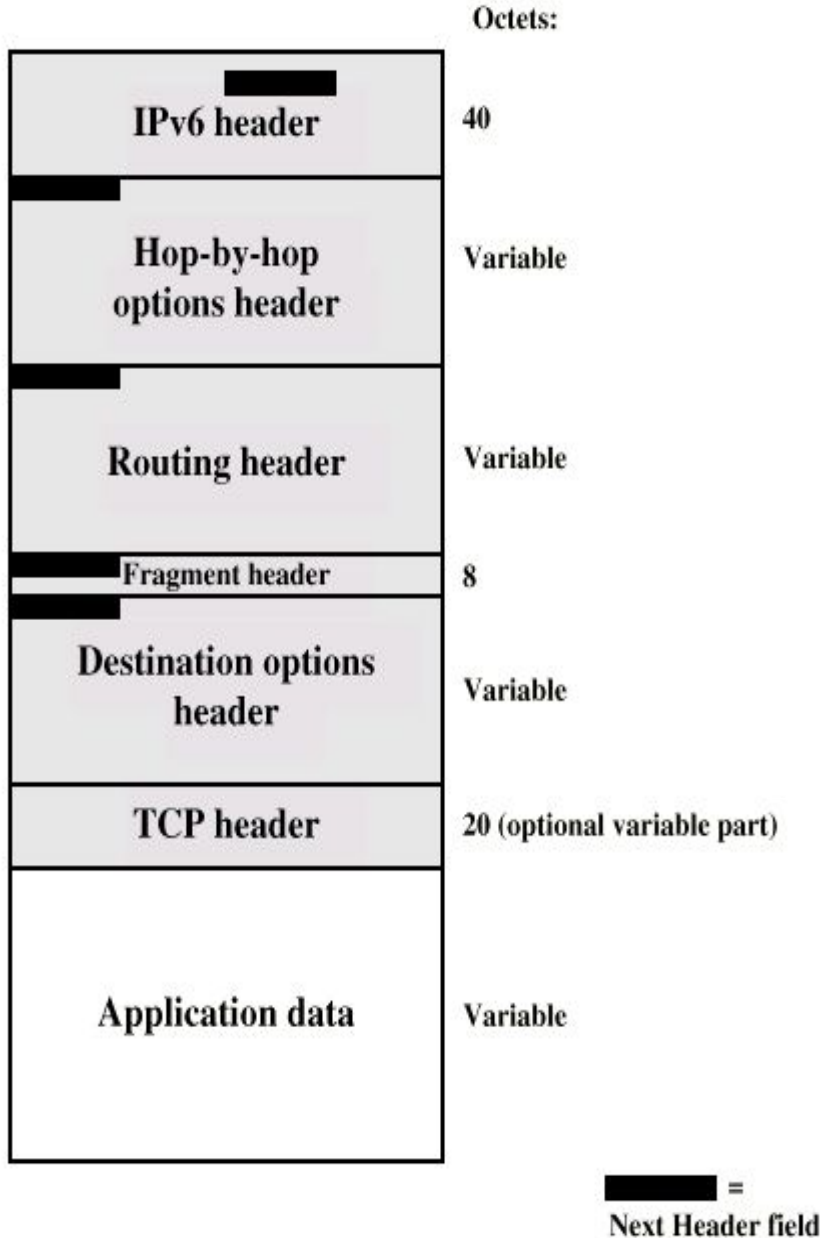 Octets:
IPv6 header
40
Hop-by-hop
options header
Variable
Routing header
Variable
Fragment header
8
Destination options
header
Variable
TCP header
20 (optional variable part)
Application data
Variable
=
Next Header field